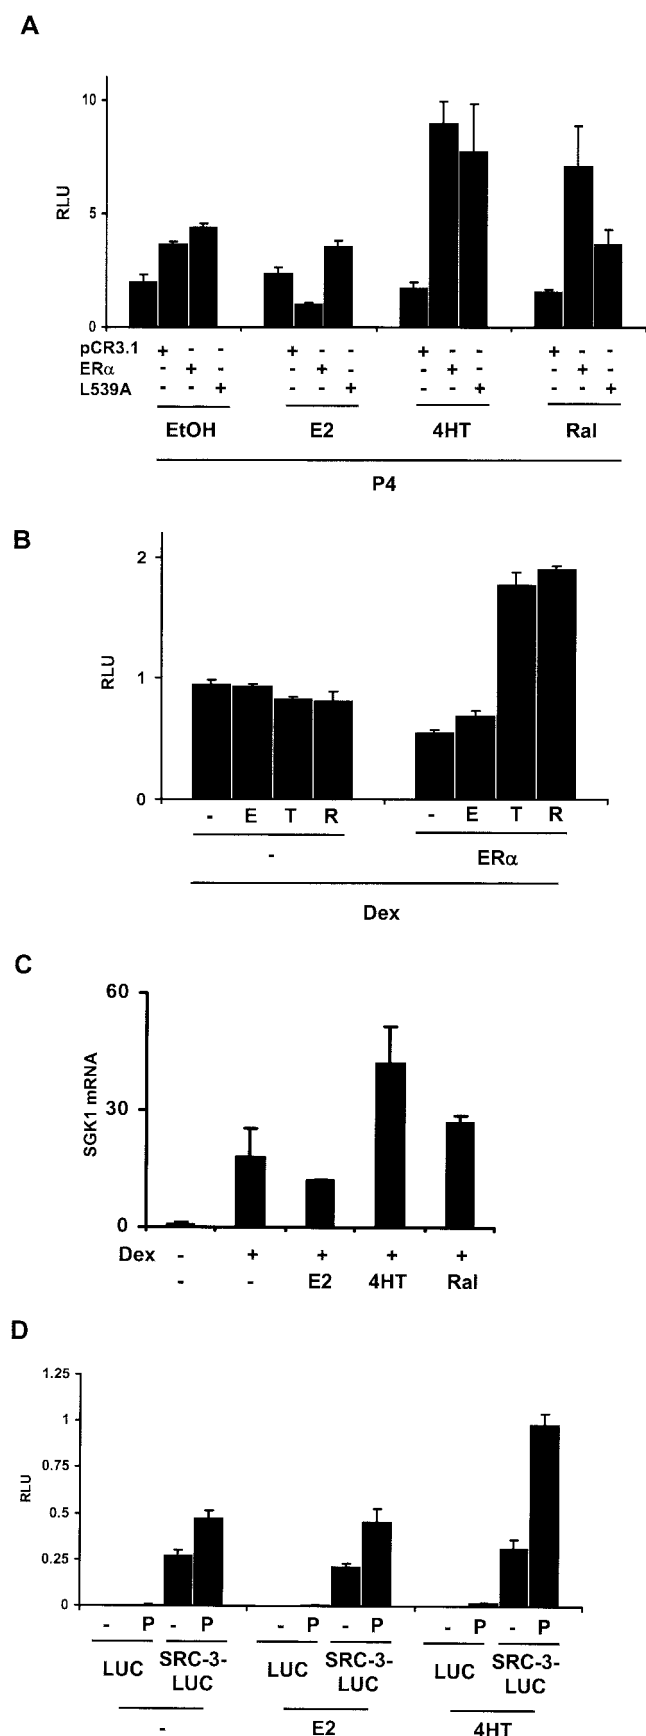 A
10
5
0
RLU
pCR3.1 + - - + - - + - - + - -
ERα - + - - + - - + - - + -
L539A - - + - - + - - + - - +
EtOH E2 4HT Ral
P4
B
2
1
0
RLU
- E T R - E T R
- ERα
Dex
C
60
30
0
SGK1 mRNA
Dex - + + + +
- - E2 4HT Ral
D
1.25
1
0.75
0.5
0.25
0
RLU
- P - P - P - P - P - P
LUC SRC-3-LUC LUC SRC-3-LUC LUC SRC-3-LUC
- E2 4HT